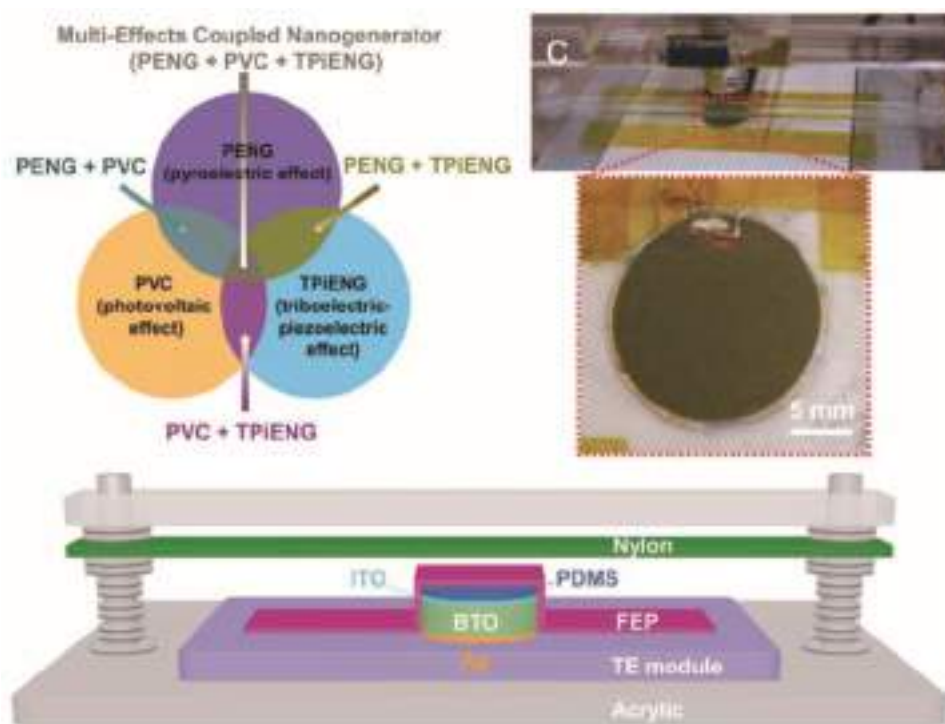 Multi-Effects Coupled Nanogenerator
(PENG + PVC + TPiENG)
C
PENG
(pyroelectric effect)
PENG + PVC
PENG + TPiENG
PVC
(photovoltaic
effect)
TPiENG
(triboelectric-
piezoelectric
effect)
PVC + TPiENG
5 mm
Nylon
ITO
PDMS
BTO
FEP
TE module
Acrylic